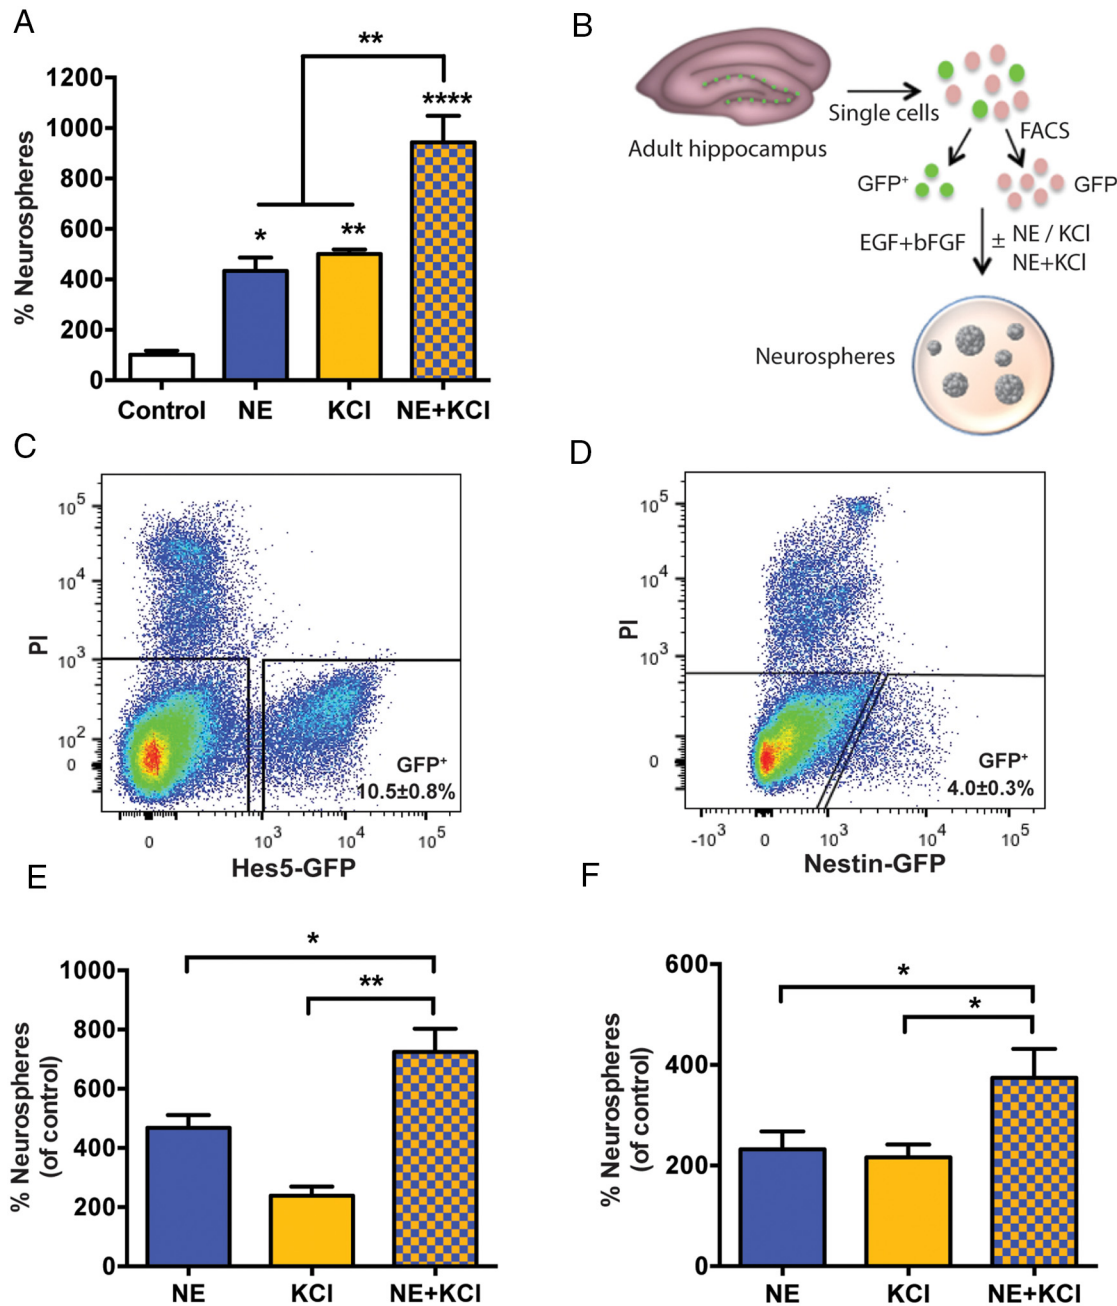 A
**
1200
1000
800
600
400
200
0
% Neurospheres
*
**
****
Control NE KCl NE+KCl
B
Adult hippocampus
Single cells
FACS
GFP+
GFP
EGF+bFGF
± NE / KCl
NE+KCl
Neurospheres
C
PI
10⁵
10⁴
10³
10²
0
GFP+
10.5±0.8%
0 10³ 10⁴ 10⁵
Hes5-GFP
D
PI
10⁵
10⁴
10³
0
GFP+
4.0±0.3%
-10³ 0 10³ 10⁴ 10⁵
Nestin-GFP
E
*
**
1000
800
600
400
200
0
% Neurospheres
(of control)
NE KCl NE+KCl
F
*
*
600
400
200
0
% Neurospheres
(of control)
NE KCl NE+KCl